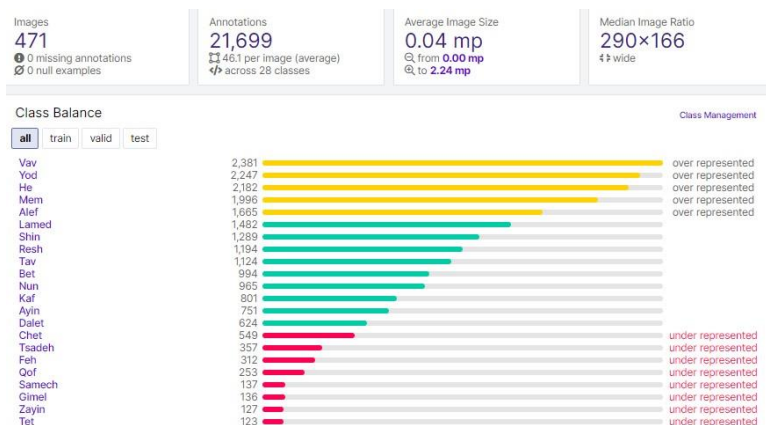 Images
471
0 missing annotations
0 null examples
Annotations
21,699
46.1 per image (average)
across 28 classes
Average Image Size
0.04 mp
from 0.00 mp
to 2.24 mp
Median Image Ratio
290×166
wide
Class Balance
Class Management
all train valid test
Vav 2,381 over represented
Yod 2,247 over represented
He 2,182 over represented
Mem 1,996 over represented
Alef 1,665 over represented
Lamed 1,482
Shin 1,289
Resh 1,194
Tav 1,124
Bet 994
Nun 965
Kaf 801
Ayin 751
Dalet 624
Chet 549 under represented
Tsadeh 357 under represented
Feh 312 under represented
Qof 253 under represented
Samech 137 under represented
Gimel 136 under represented
Zayin 127 under represented
Tet 123 under represented